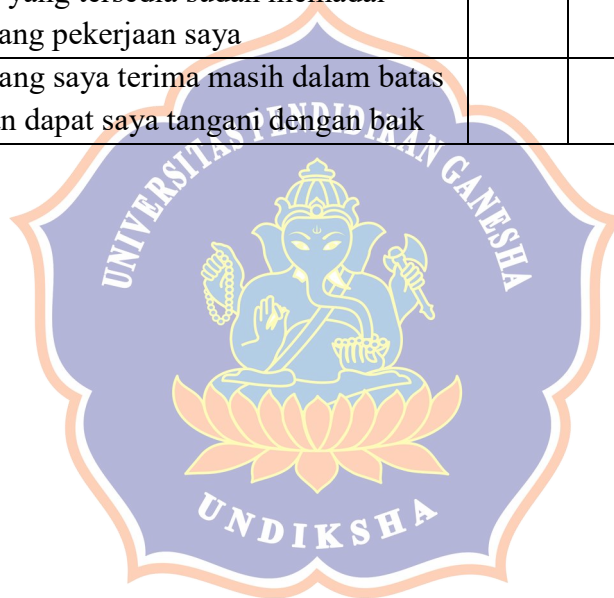 yang tersedia sudah memadai
ang pekerjaan saya
ang saya terima masih dalam batas
n dapat saya tangani dengan baik
UNIVERSITAS PENDIDIKAN GANESHA
UNDIKSHA